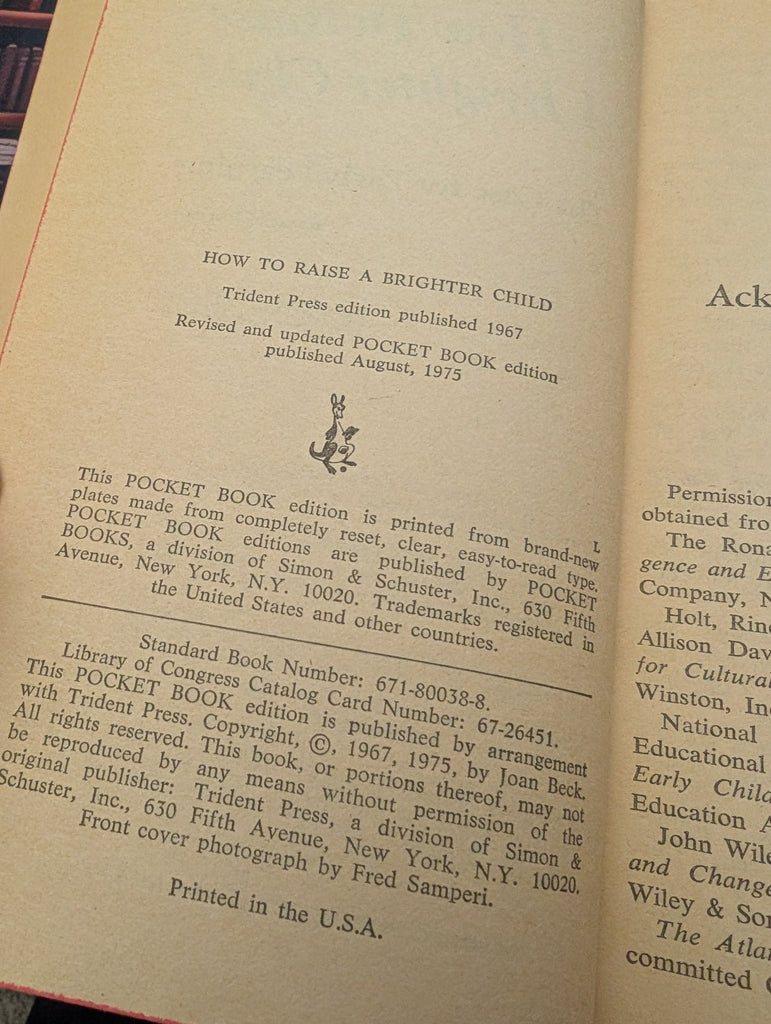 HOW TO RAISE A BRIGHTER CHILD
Trident Press edition published 1967
Revised and updated POCKET BOOK edition
published August, 1975
L
This POCKET BOOK edition is printed from brand-new
plates made from completely reset, clear, easy-to-read type.
POCKET BOOK editions are published by POCKET
BOOKS, a division of Simon & Schuster, Inc., 630 Fifth
Avenue, New York, N.Y. 10020. Trademarks registered in
the United States and other countries.
Standard Book Number: 671-80038-8.
Library of Congress Catalog Card Number: 67-26451.
This POCKET BOOK edition is published by arrangement
with Trident Press. Copyright, ©, 1967, 1975, by Joan Beck.
All rights reserved. This book, or portions thereof, may not
be reproduced by any means without permission of the
original publisher: Trident Press, a division of Simon &
Schuster, Inc., 630 Fifth Avenue, New York, N.Y. 10020.
Front cover photograph by Fred Samperi.
Printed in the U.S.A.
Ack
Permission
obtained fro
The Rona
gence and E
Company, N
Holt, Rine
Allison Dav
for Cultural
Winston, In
National
Educational
Early Child
Education A
John Wile
and Change
Wiley & Son
The Atla
committed